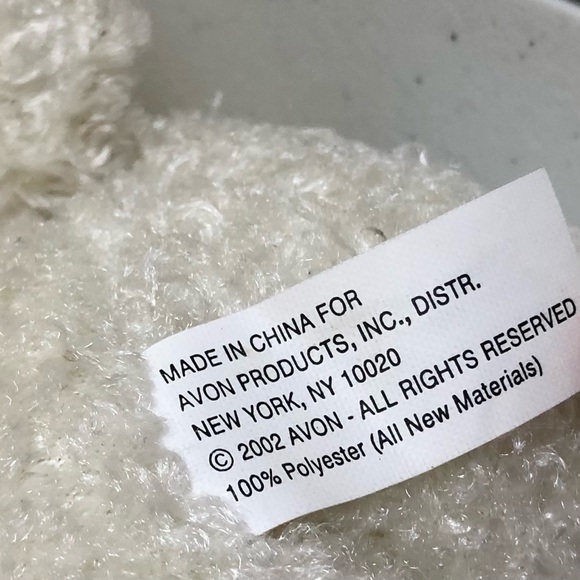 MADE IN CHINA FOR
AVON PRODUCTS, INC., DISTR.
NEW YORK, NY 10020
© 2002 AVON - ALL RIGHTS RESERVED
100% Polyester (All New Materials)